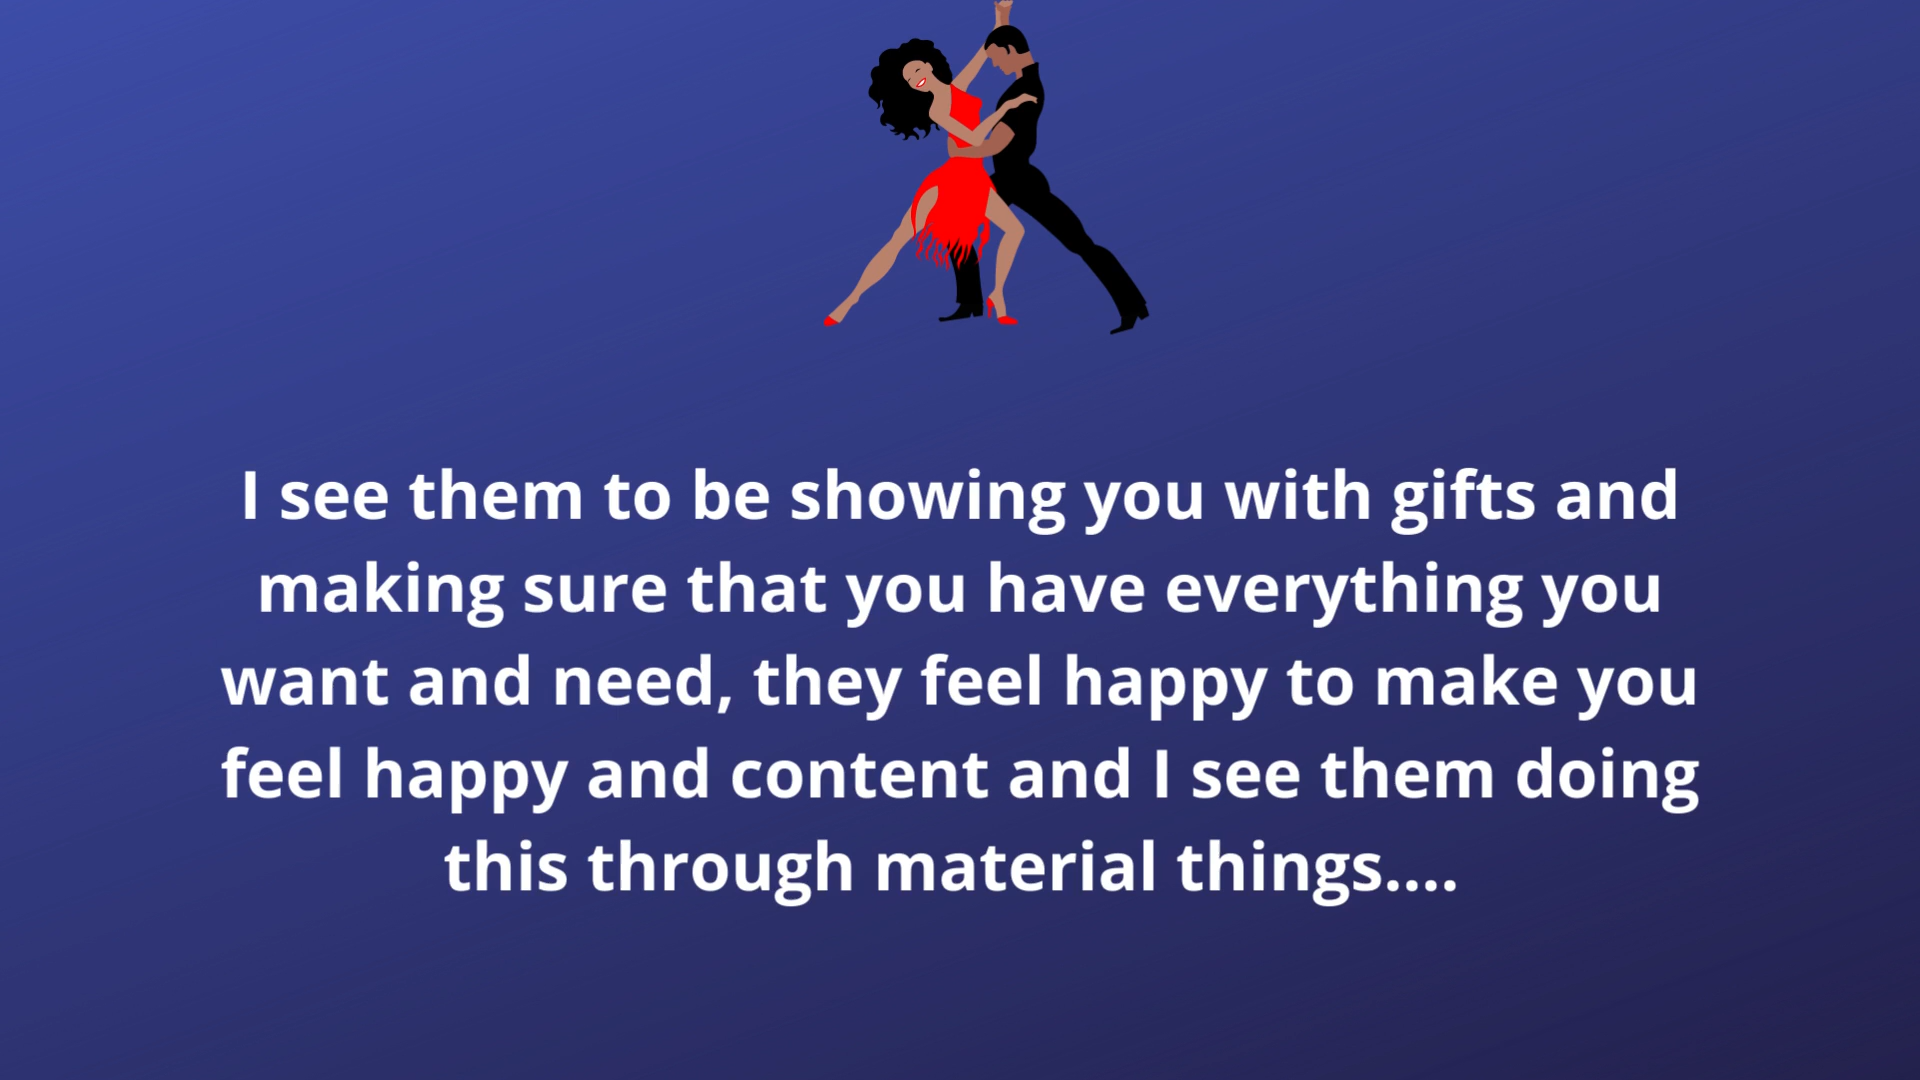 I see them to be showing you with gifts and
making sure that you have everything you
want and need, they feel happy to make you
feel happy and content and I see them doing
this through material things....